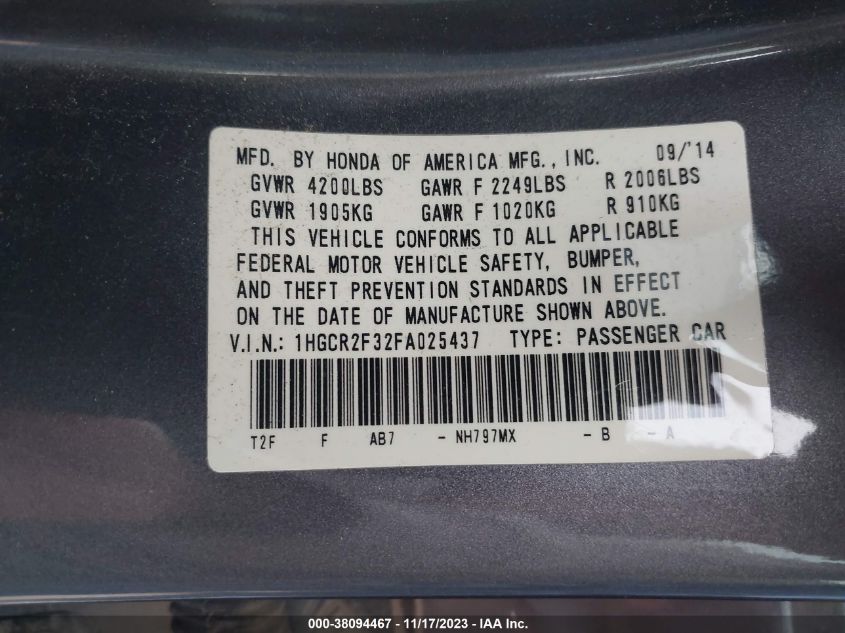 MFD. BY HONDA OF AMERICA MFG., INC. 09/'14
GVWR 4200LBS GAWR F 2249LBS R 2006LBS
GVWR 1905KG GAWR F 1020KG R 910KG
THIS VEHICLE CONFORMS TO ALL APPLICABLE
FEDERAL MOTOR VEHICLE SAFETY, BUMPER,
AND THEFT PREVENTION STANDARDS IN EFFECT
ON THE DATE OF MANUFACTURE SHOWN ABOVE.
V.I.N.: 1HGCR2F32FA025437 TYPE: PASSENGER CAR
T2F F AB7 - NH797MX - B - A
000-38094467 - 11/17/2023 - IAA Inc.